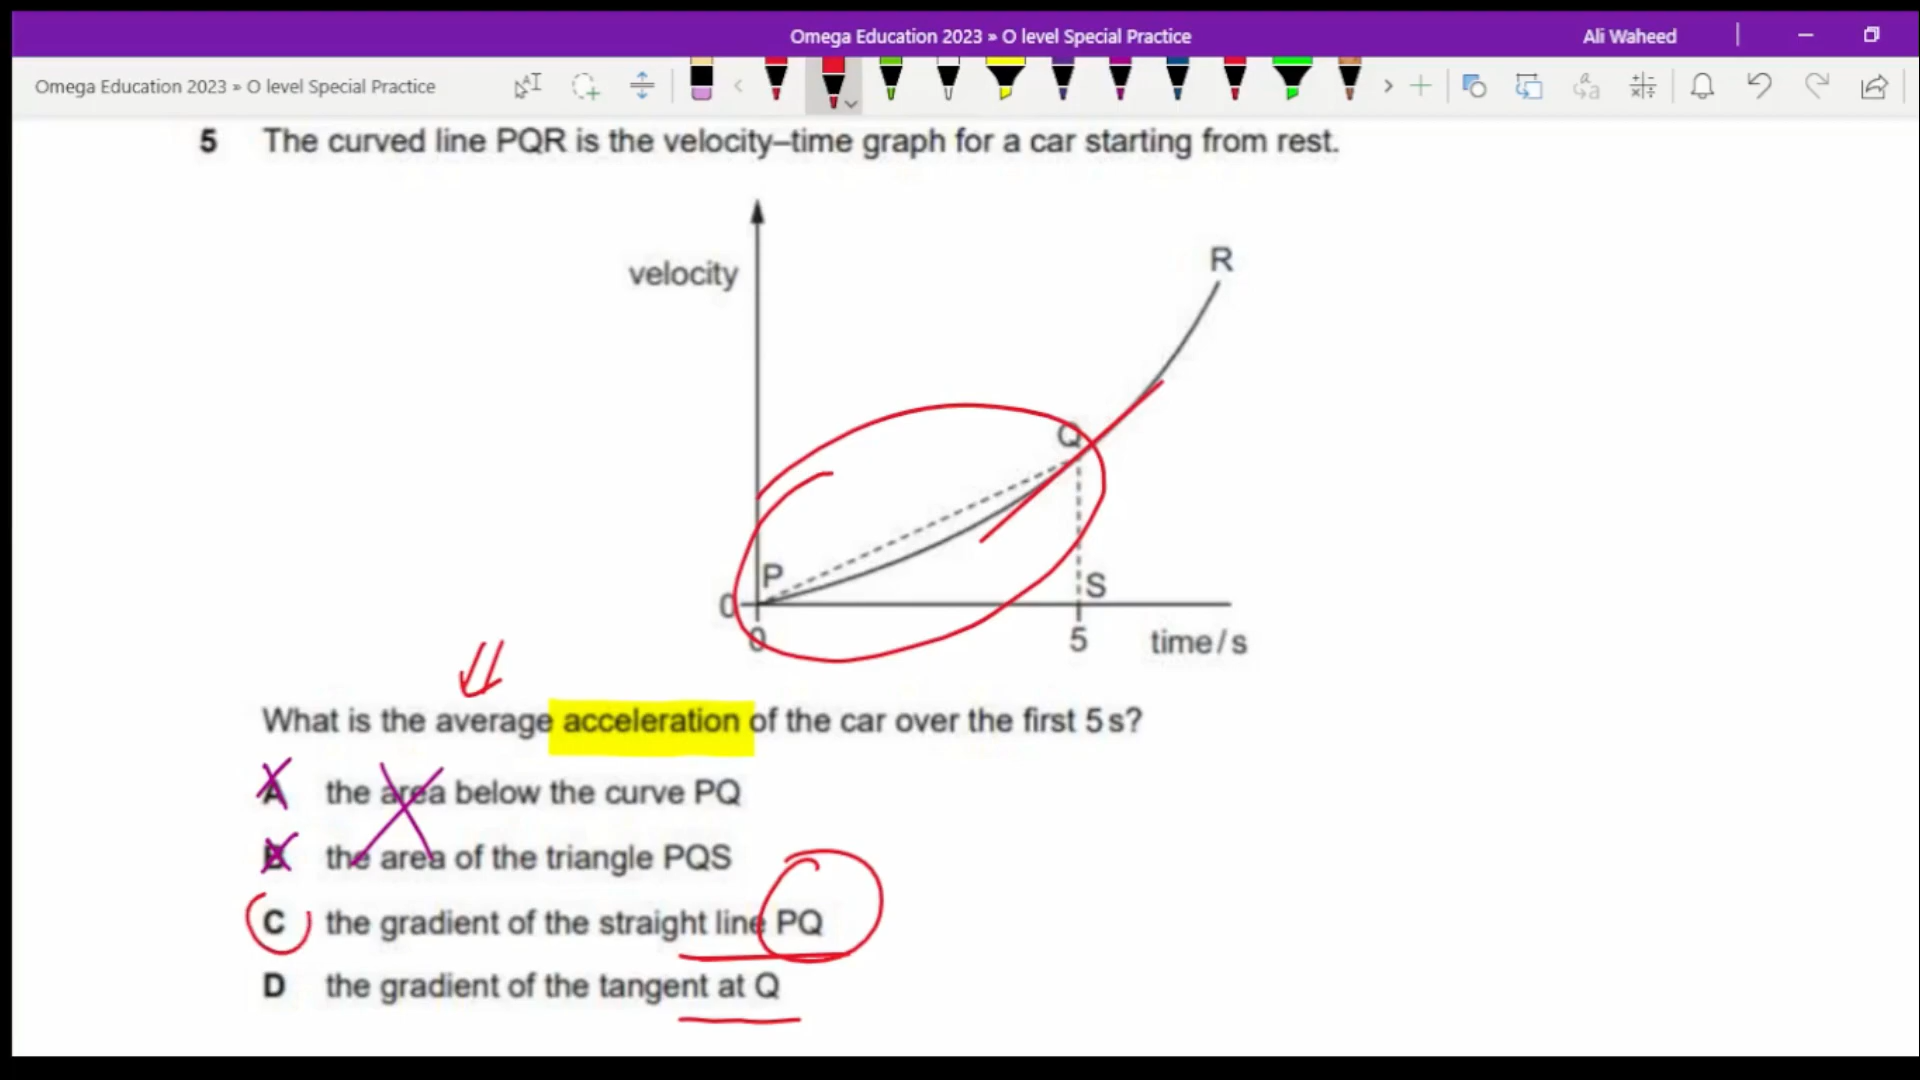 Omega Education 2023 » O level Special Practice
Ali Waheed
Omega Education 2023 » O level Special Practice
5 The curved line PQR is the velocity–time graph for a car starting from rest.
R
velocity
Q
P
S
0
0 5 time/s
What is the average acceleration of the car over the first 5 s?
A the area below the curve PQ
B the area of the triangle PQS
C the gradient of the straight line PQ
D the gradient of the tangent at Q